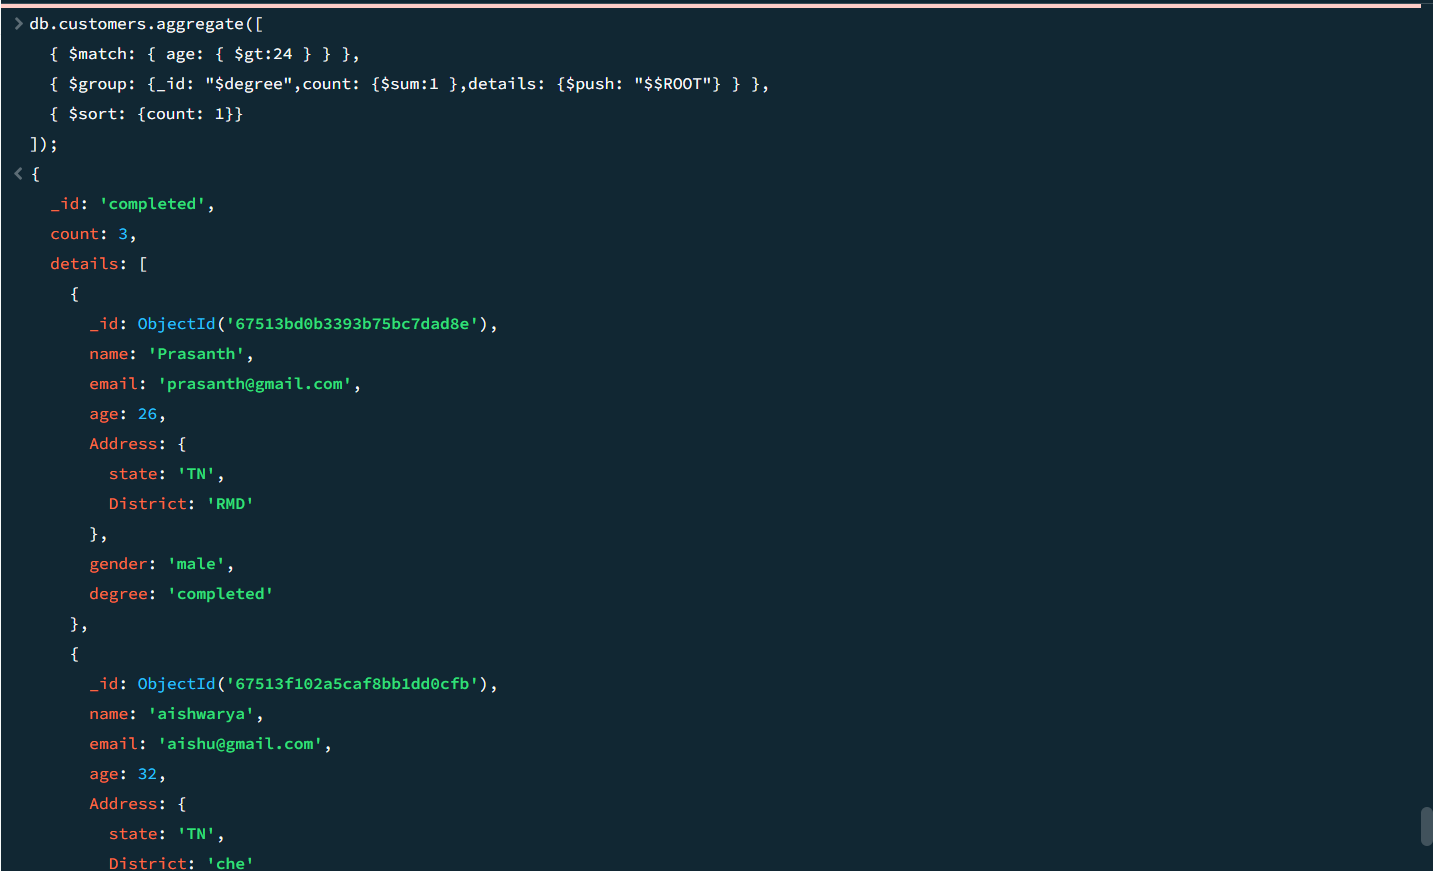 > db.customers.aggregate([
{ $match: { age: { $gt:24 } } },
{ $group: {_id: "$degree",count: {$sum:1 },details: {$push: "$$ROOT"} } },
{ $sort: {count: 1}}
]);
< {
_id: 'completed',
count: 3,
details: [
{
_id: ObjectId('67513bd0b3393b75bc7dad8e'),
name: 'Prasanth',
email: 'prasanth@gmail.com',
age: 26,
Address: {
state: 'TN',
District: 'RMD'
},
gender: 'male',
degree: 'completed'
},
{
_id: ObjectId('67513f102a5caf8bb1dd0cfb'),
name: 'aishwarya',
email: 'aishu@gmail.com',
age: 32,
Address: {
state: 'TN',
District: 'che'